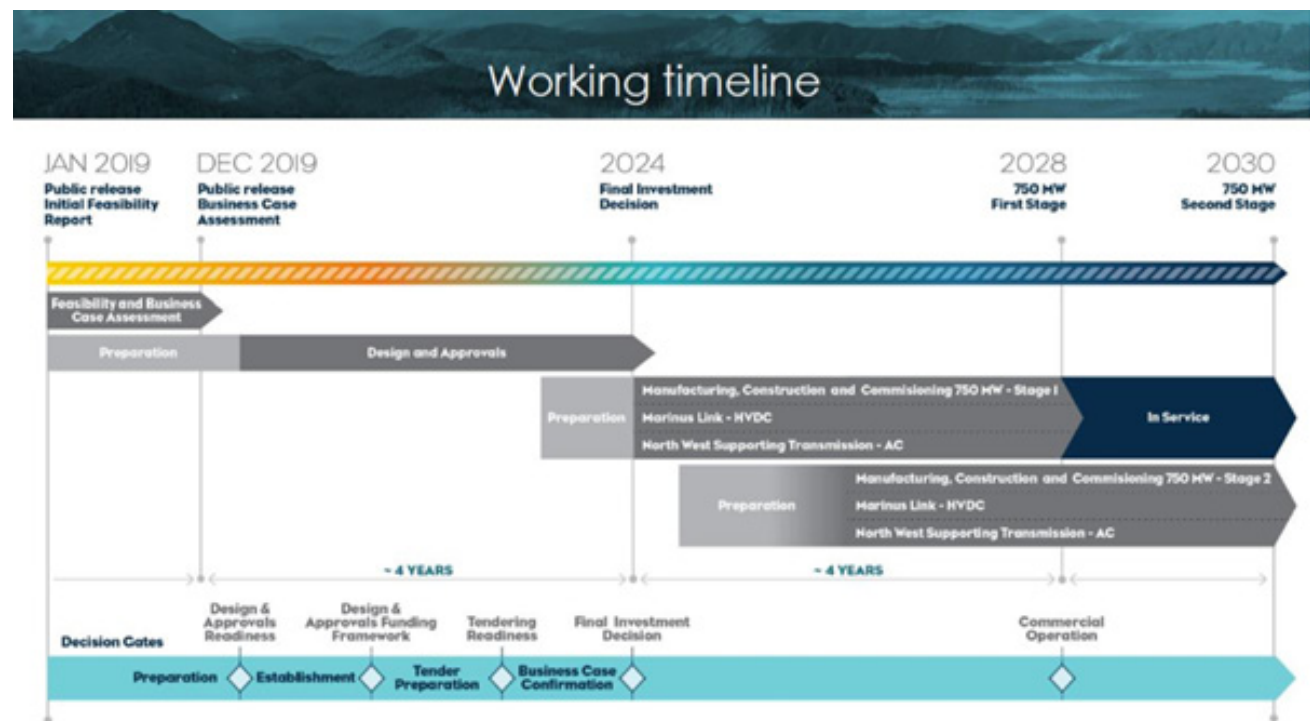 Working timeline
JAN 2019
Public release
Initial Feasibility
Report
DEC 2019
Public release
Business Case
Assessment
2024
Final Investment
Decision
2028
750 MW
First Stage
2030
750 MW
Second Stage
Feasibility and Business
Case Assessment
Preparation
Design and Approvals
Preparation
Manufacturing, Construction and Commisioning 750 MW - Stage 1
Marinus Link - HVDC
North West Supporting Transmission - AC
In Service
Preparation
Manufacturing, Construction and Commisioning 750 MW - Stage 2
Marinus Link - HVDC
North West Supporting Transmission - AC
~ 4 YEARS
~ 4 YEARS
Decision Gates
Design &
Approvals
Readiness
Design &
Approvals Funding
Framework
Tendering
Readiness
Final Investment
Decision
Commercial
Operation
Preparation
Establishment
Tender
Preparation
Business Case
Confirmation